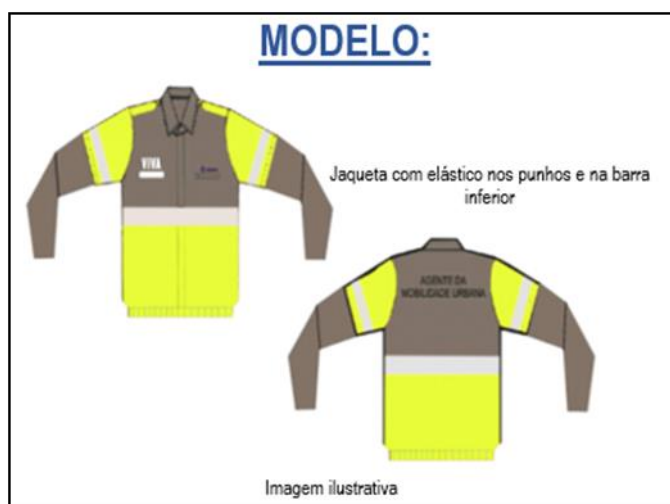 MODELO:
VIVA
Jaqueta com elástico nos punhos e na barra
inferior
AGENTE DA
MOBILIDADE URBANA
Imagem ilustrativa